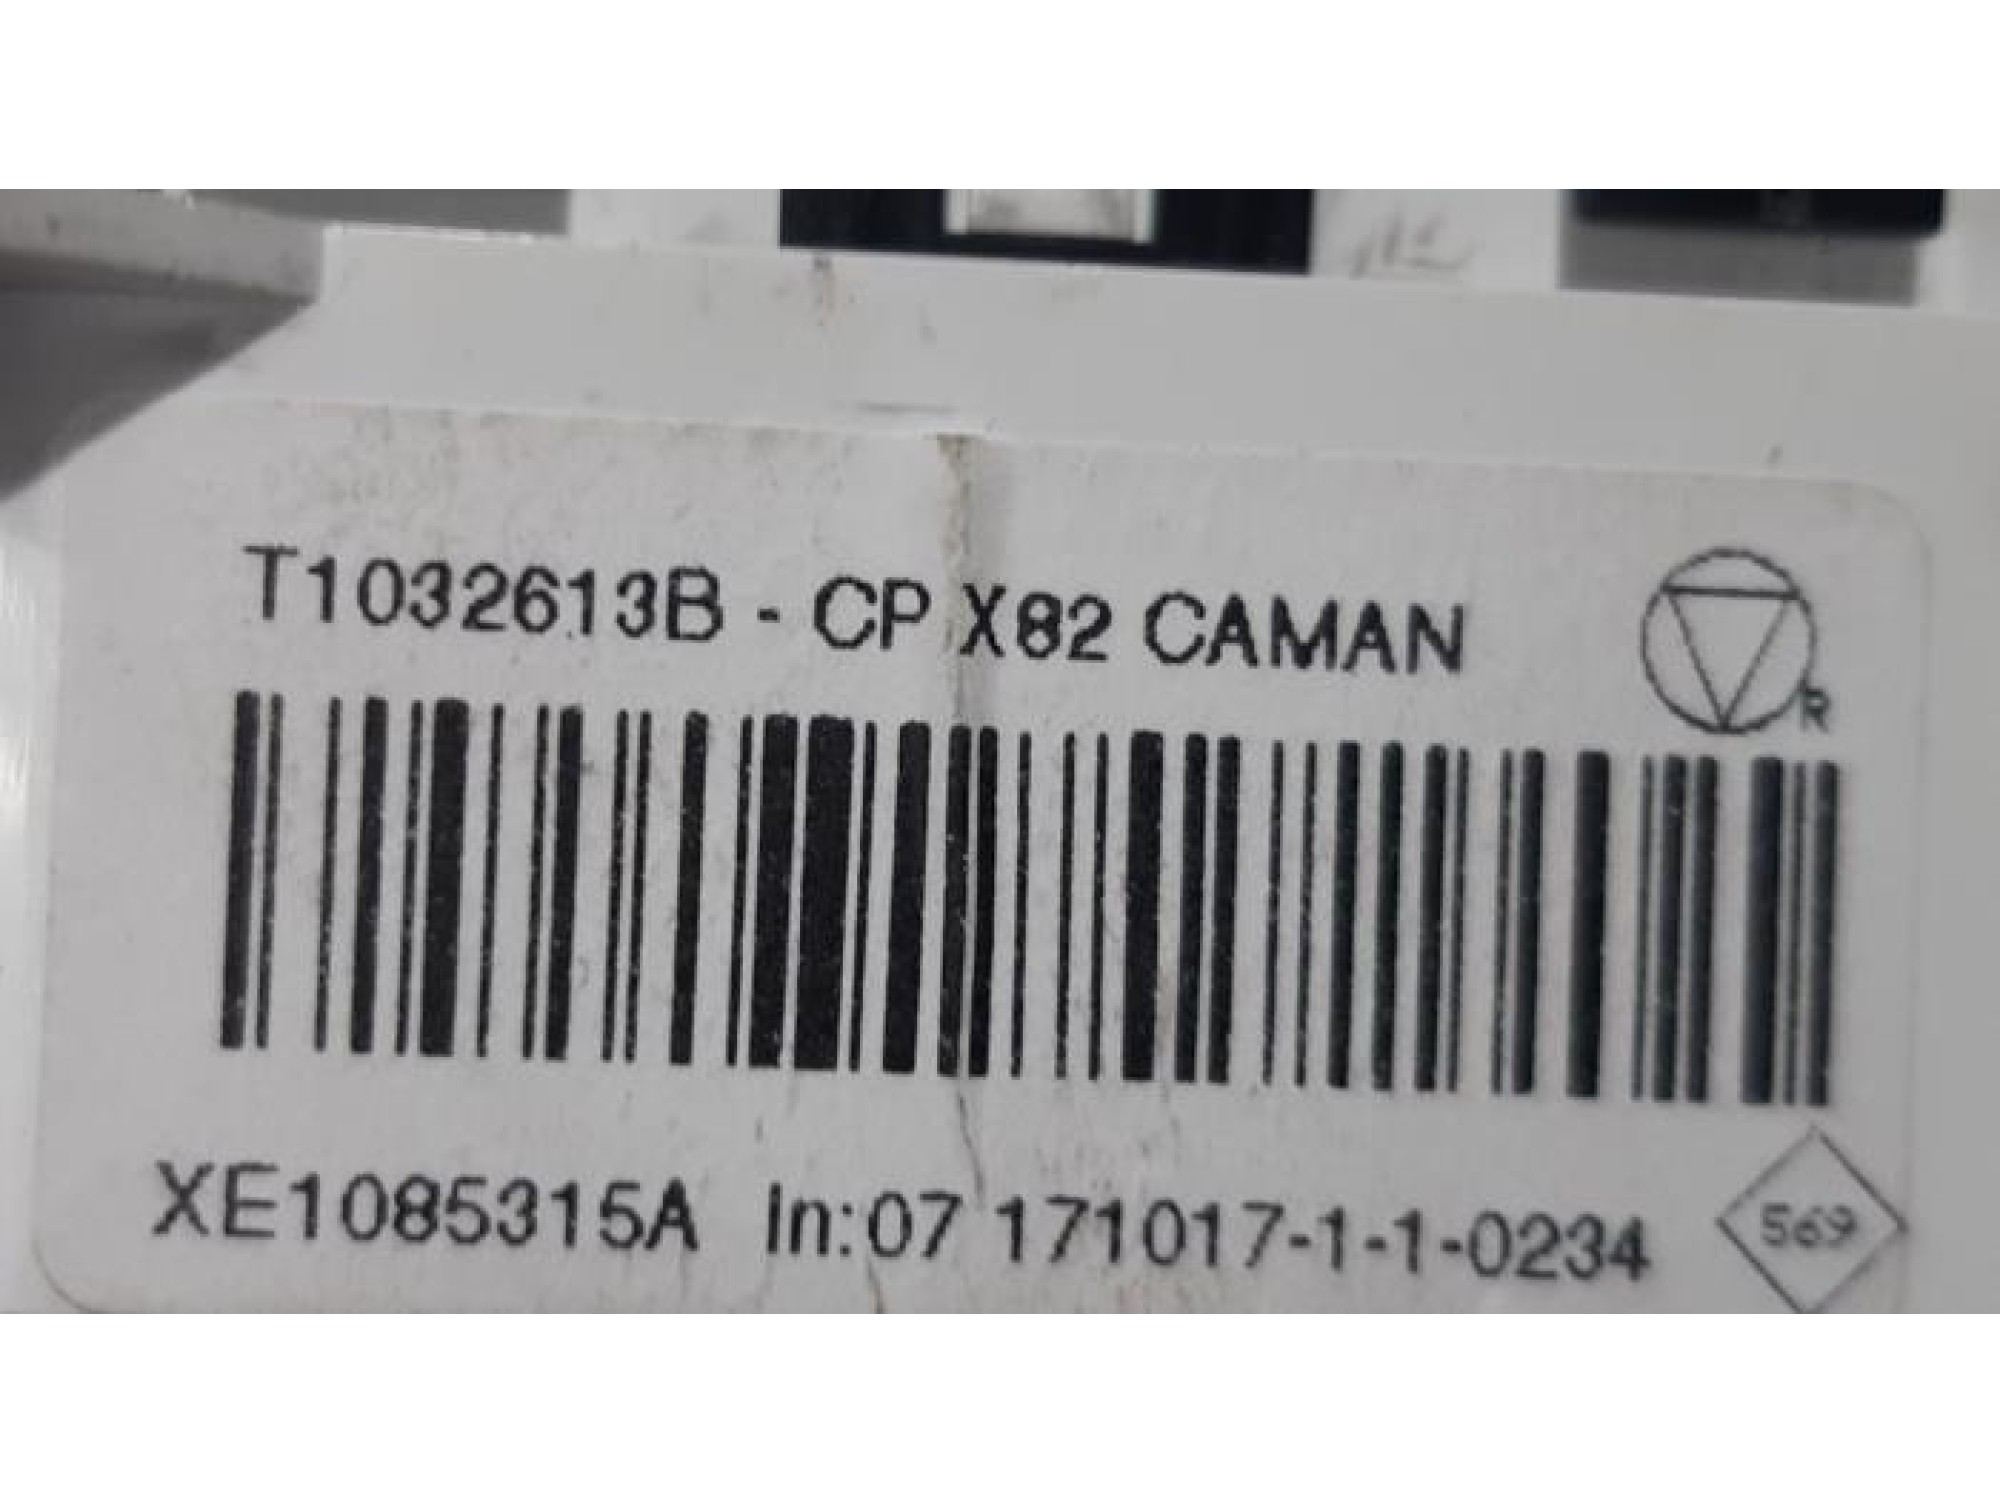 T1032613B - CP X82 CAMAN
R
XE1085315A In:07 171017-1-1-0234
569